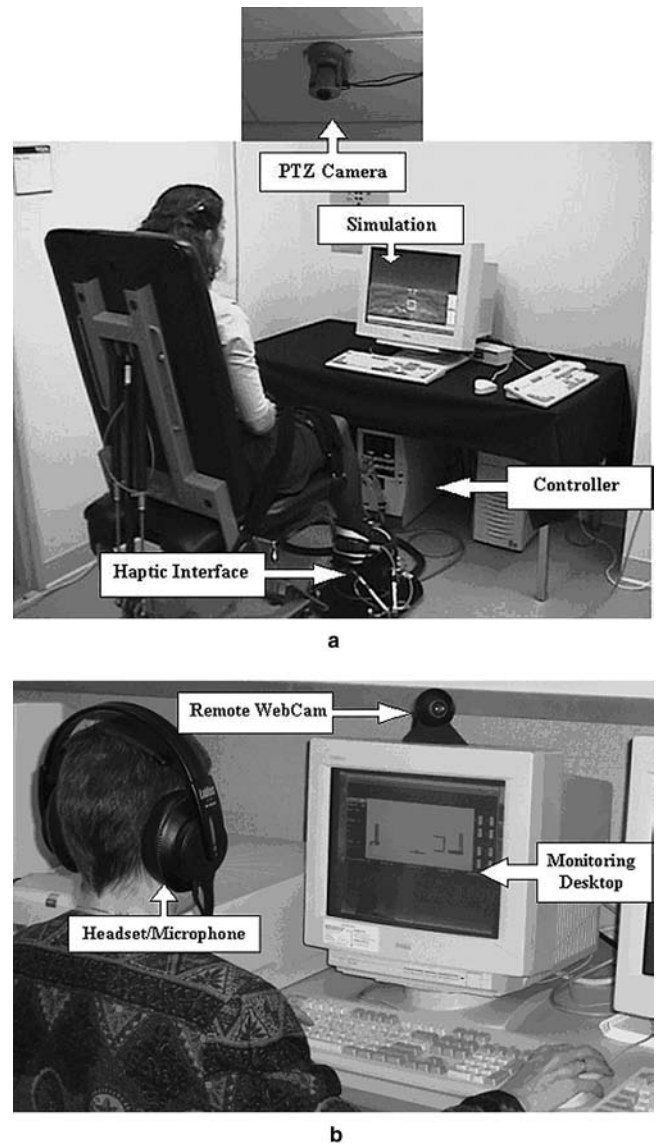 PTZ Camera
Simulation
Controller
Haptic Interface
a
Remote WebCam
Monitoring
Desktop
Headset/Microphone
b